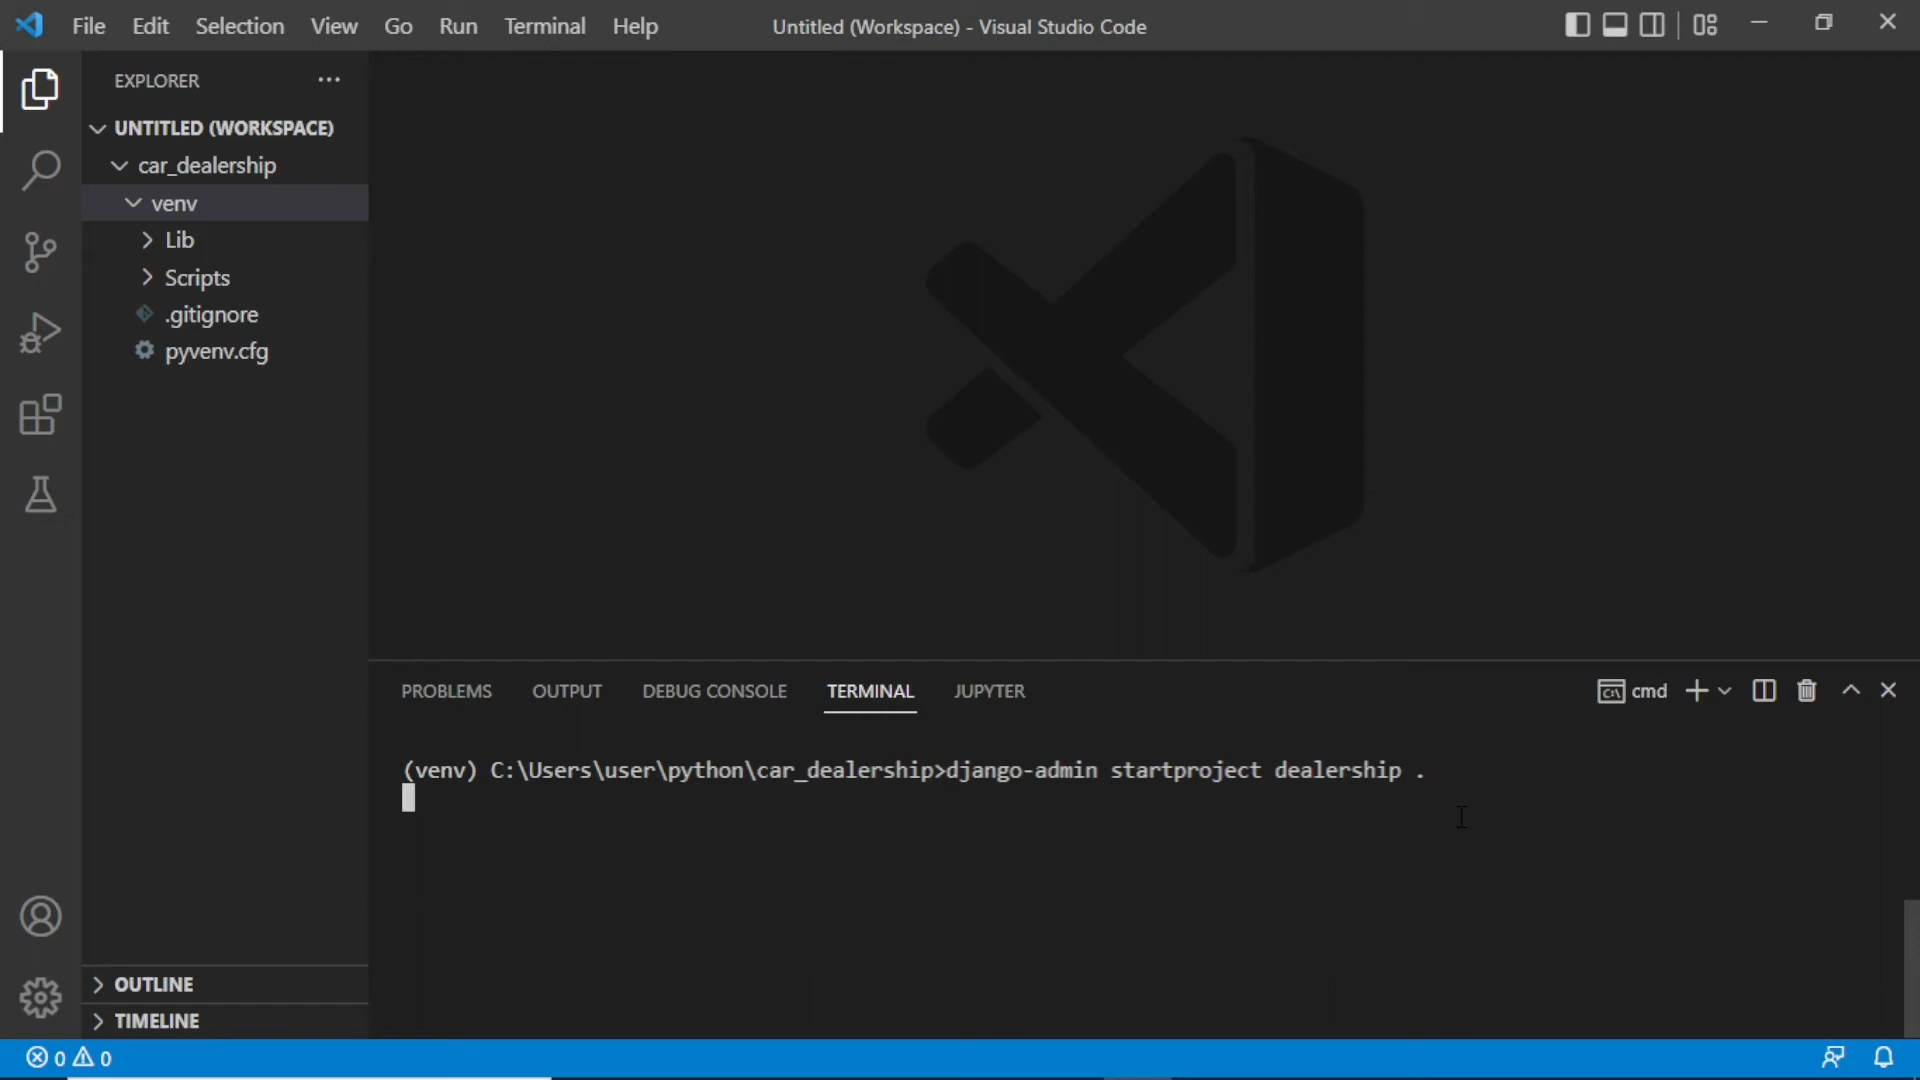 File Edit Selection View Go Run Terminal Help Untitled (Workspace) - Visual Studio Code
EXPLORER
UNTITLED (WORKSPACE)
car_dealership
venv
Lib
Scripts
.gitignore
pyvenv.cfg
PROBLEMS OUTPUT DEBUG CONSOLE TERMINAL JUPYTER cmd
(venv) C:\Users\user\python\car_dealership>django-admin startproject dealership .
OUTLINE
TIMELINE
0 0